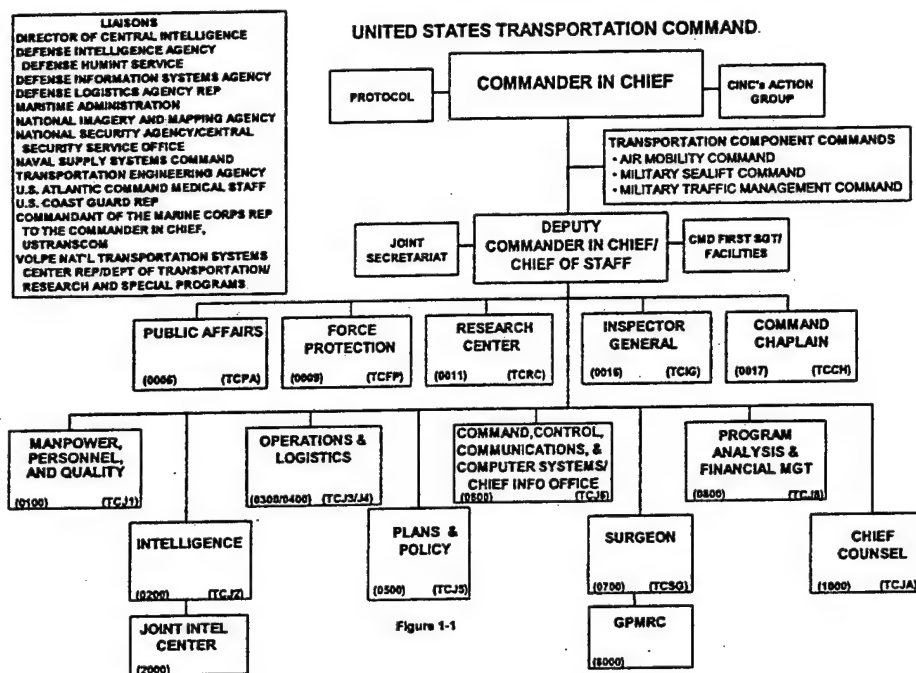 LIAISONS
DIRECTOR OF CENTRAL INTELLIGENCE
DEFENSE INTELLIGENCE AGENCY
DEFENSE HUMINT SERVICE
DEFENSE INFORMATION SYSTEMS AGENCY
DEFENSE LOGISTICS AGENCY REP
MARITIME ADMINISTRATION
NATIONAL IMAGERY AND MAPPING AGENCY
NATIONAL SECURITY AGENCY/CENTRAL
SECURITY SERVICE OFFICE
NAVAL SUPPLY SYSTEMS COMMAND
TRANSPORTATION ENGINEERING AGENCY
U.S. ATLANTIC COMMAND MEDICAL STAFF
U.S. COAST GUARD REP
COMMANDANT OF THE MARINE CORPS REP
TO THE COMMANDER IN CHIEF,
USTRANSCOM
VOLPE NAT'L TRANSPORTATION SYSTEMS
CENTER REP/DEPT OF TRANSPORTATION/
RESEARCH AND SPECIAL PROGRAMS
UNITED STATES TRANSPORTATION COMMAND
PROTOCOL
COMMANDER IN CHIEF
CINC's ACTION
GROUP
TRANSPORTATION COMPONENT COMMANDS
• AIR MOBILITY COMMAND
• MILITARY SEALIFT COMMAND
• MILITARY TRAFFIC MANAGEMENT COMMAND
JOINT
SECRETARIAT
DEPUTY
COMMANDER IN CHIEF/
CHIEF OF STAFF
CMD FIRST SGT/
FACILITIES
PUBLIC AFFAIRS
(TCPA)
FORCE
PROTECTION
(0009) (TCFP)
RESEARCH
CENTER
(0011) (TCRC)
INSPECTOR
GENERAL
(0016) (TCIG)
COMMAND
CHAPLAIN
(0017) (TCCH)
MANPOWER,
PERSONNEL,
AND QUALITY
(0100) (TCJ1)
OPERATIONS &
LOGISTICS
(0300/0400) (TCJ3/J4)
COMMAND, CONTROL,
COMMUNICATIONS, &
COMPUTER SYSTEMS/
CHIEF INFO OFFICE
PROGRAM
ANALYSIS &
FINANCIAL MGT
INTELLIGENCE
(0200) (TCJ2)
PLANS &
POLICY
(0500) (TCJ5)
SURGEON
(0700) (TCSG)
CHIEF
COUNSEL
(1000) (TCJA)
JOINT INTEL
CENTER
(2000)
Figure 1-1
GPMRC